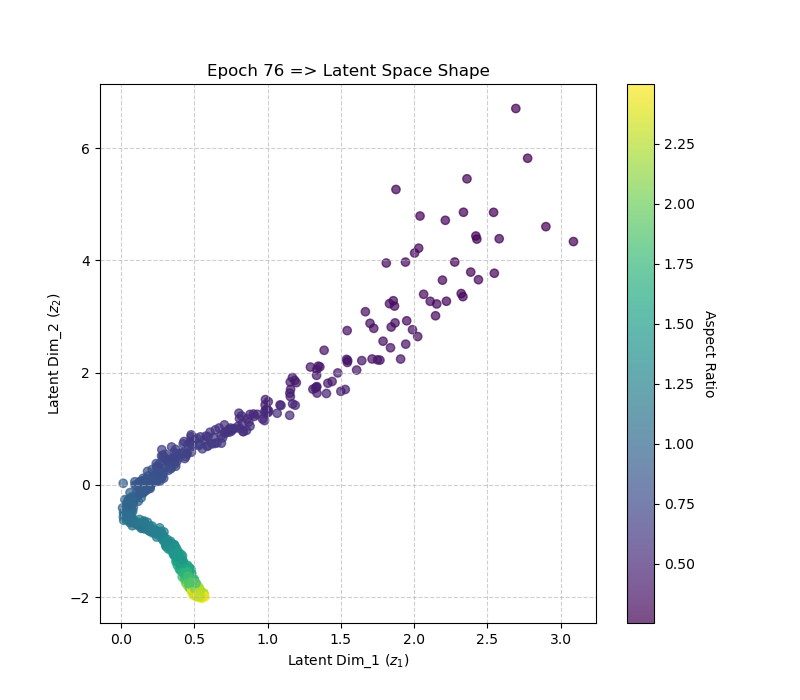 Epoch 76 => Latent Space Shape
6
4
2
0
−2
Latent Dim_2 (z₂)
0.0 0.5 1.0 1.5 2.0 2.5 3.0
Latent Dim_1 (z₁)
2.25
2.00
1.75
1.50
1.25
1.00
0.75
0.50
Aspect Ratio